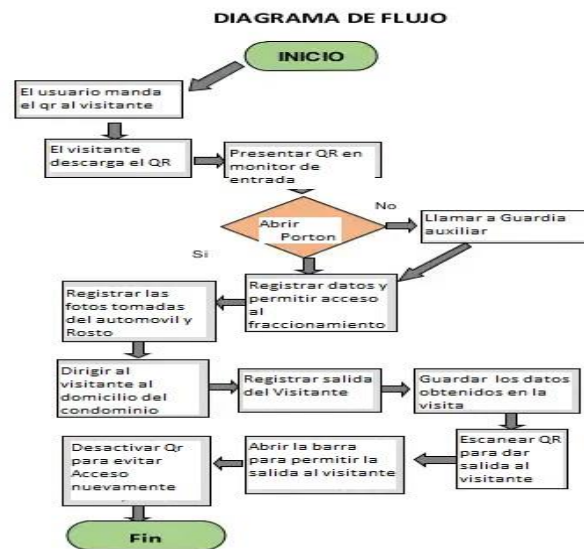 DIAGRAMA DE FLUJO
INICIO
El usuario manda
el qr al visitante
El visitante
descarga el QR
Presentar QR en
monitor de
entrada
Abrir
Porton
No
Si
Llamar a Guardia
auxiliar
Registrar datos y
permitir acceso
al
fraccionamiento
Registrar las
fotos tomadas
del automovil y
Rosto
Dirigir al
visitante al
domicilio del
condominio
Registrar salida
del Visitante
Guardar los datos
obtenidos en la
visita
Escanear QR
para dar
salida al
visitante
Abrir la barra
para permitir la
salida al visitante
Desactivar Qr
para evitar
Acceso
nuevamente
Fin